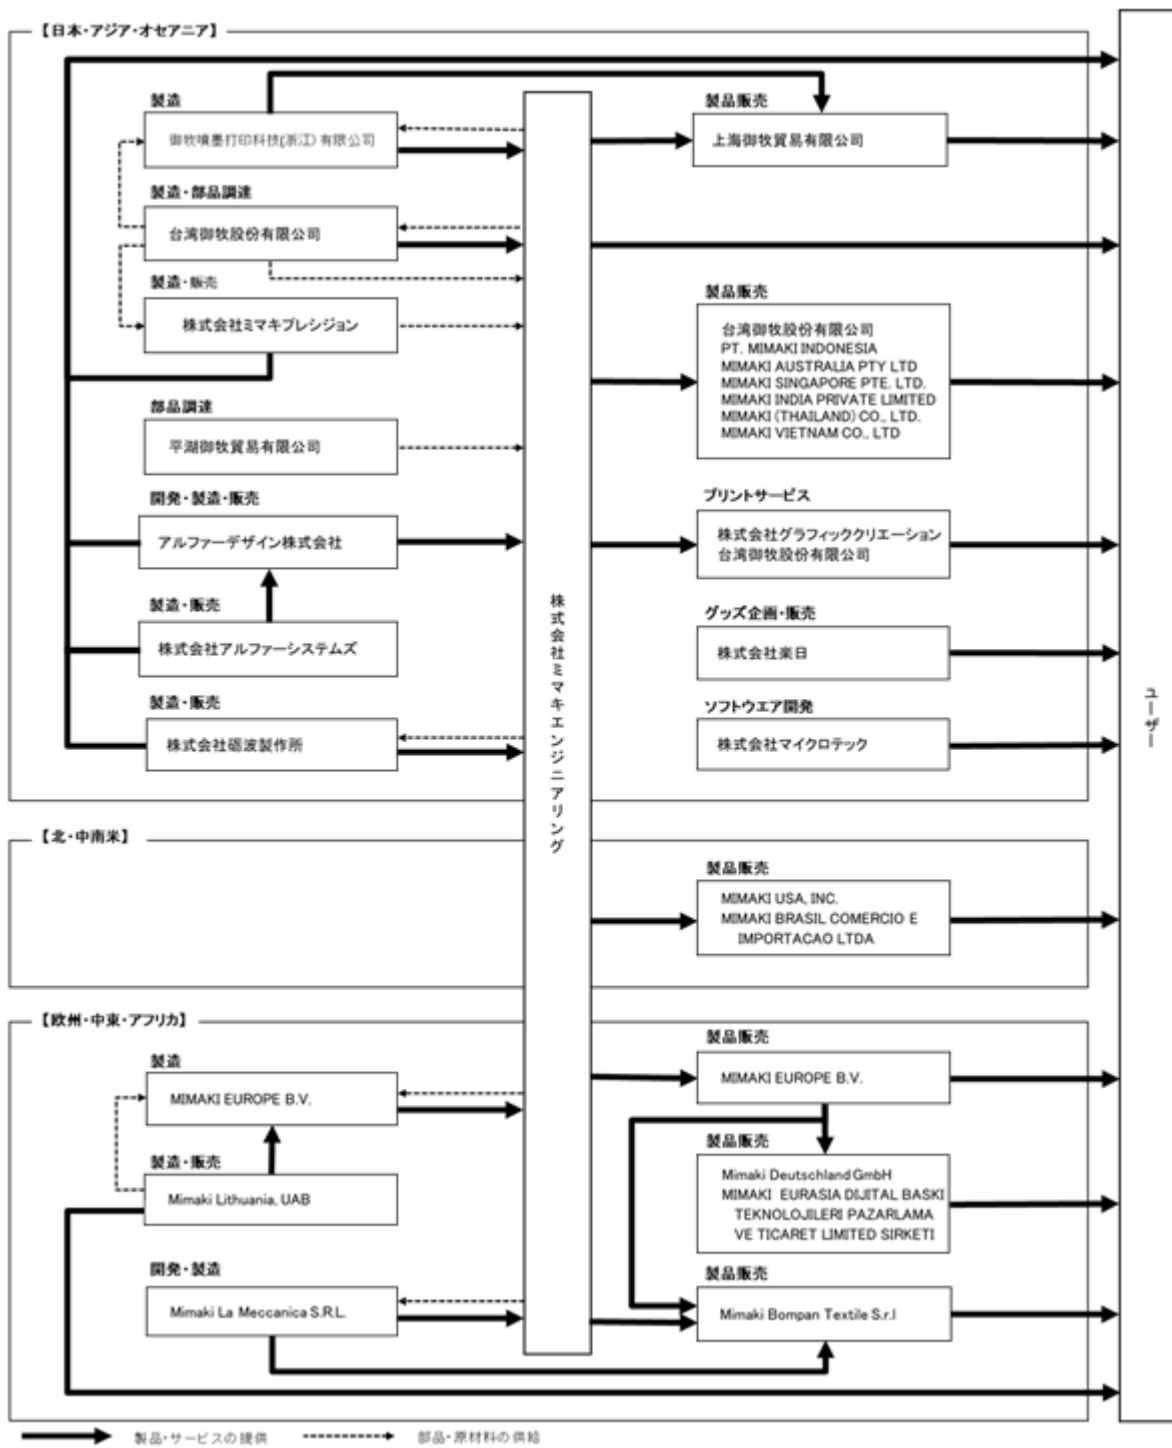 【日本・アジア・オセアニア】
製造
御牧噴墨打印科技(浙江)有限公司
製造・部品調達
台湾御牧股份有限公司
製造・販売
株式会社ミマキプレシジョン
部品調達
平湖御牧貿易有限公司
開発・製造・販売
アルファーデザイン株式会社
製造・販売
株式会社アルファーシステムズ
製造・販売
株式会社砺波製作所
株式会社ミマキエンジニアリング
製品販売
上海御牧貿易有限公司
製品販売
台湾御牧股份有限公司
PT. MIMAKI INDONESIA
MIMAKI AUSTRALIA PTY LTD
MIMAKI SINGAPORE PTE. LTD.
MIMAKI INDIA PRIVATE LIMITED
MIMAKI (THAILAND) CO., LTD.
MIMAKI VIETNAM CO., LTD
プリントサービス
株式会社グラフィッククリエーション
台湾御牧股份有限公司
グッズ企画・販売
株式会社楽日
ソフトウエア開発
株式会社マイクロテック
ユーザー
【北・中南米】
製品販売
MIMAKI USA, INC.
MIMAKI BRASIL COMERCIO E
IMPORTACAO LTDA
【欧州・中東・アフリカ】
製造
MIMAKI EUROPE B.V.
製造・販売
Mimaki Lithuania, UAB
開発・製造
Mimaki La Meccanica S.R.L.
製品販売
MIMAKI EUROPE B.V.
製品販売
Mimaki Deutschland GmbH
MIMAKI EURASIA DIJITAL BASKI
TEKNOLOJILERI PAZARLAMA
VE TICARET LIMITED SIRKETI
製品販売
Mimaki Bompan Textile S.r.l
製品・サービスの提供
部品・原材料の供給